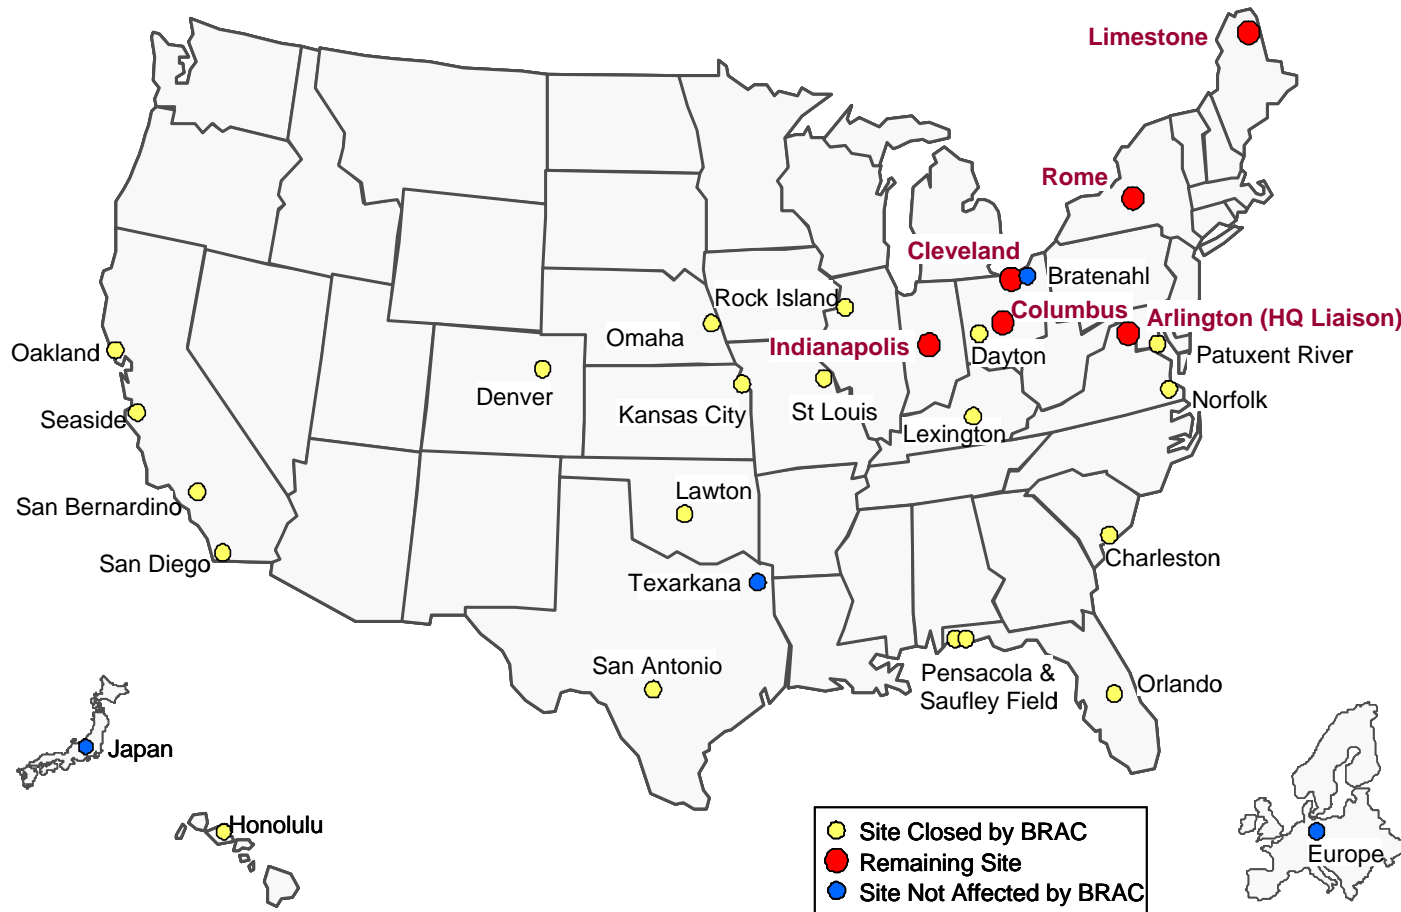 Limestone
Rome
Cleveland
Bratenahl
Rock Island
Columbus
Arlington (HQ Liaison)
Omaha
Indianapolis
Dayton
Patuxent River
Oakland
Denver
Kansas City
St Louis
Norfolk
Seaside
Lexington
Lawton
San Bernardino
San Diego
Charleston
Texarkana
San Antonio
Pensacola &
Saufley Field
Orlando
Japan
Honolulu
Site Closed by BRAC
Remaining Site
Site Not Affected by BRAC
Europe